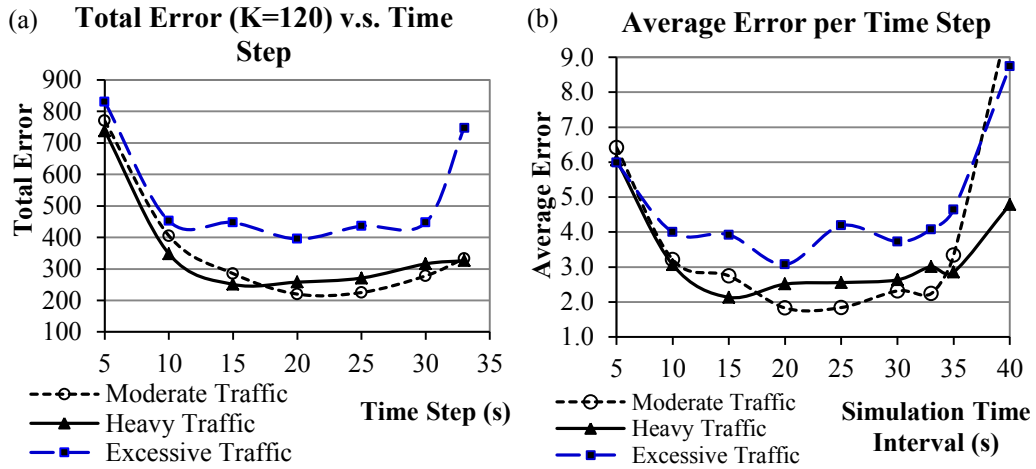 (a)
Total Error (K=120) v.s. Time
Step
Total Error
900
800
700
600
500
400
300
200
100
5 10 15 20 25 30 35
Time Step (s)
Moderate Traffic
Heavy Traffic
Excessive Traffic
(b)
Average Error per Time Step
Average Error
9.0
8.0
7.0
6.0
5.0
4.0
3.0
2.0
1.0
5 10 15 20 25 30 35 40
Simulation Time
Interval (s)
Moderate Traffic
Heavy Traffic
Excessive Traffic